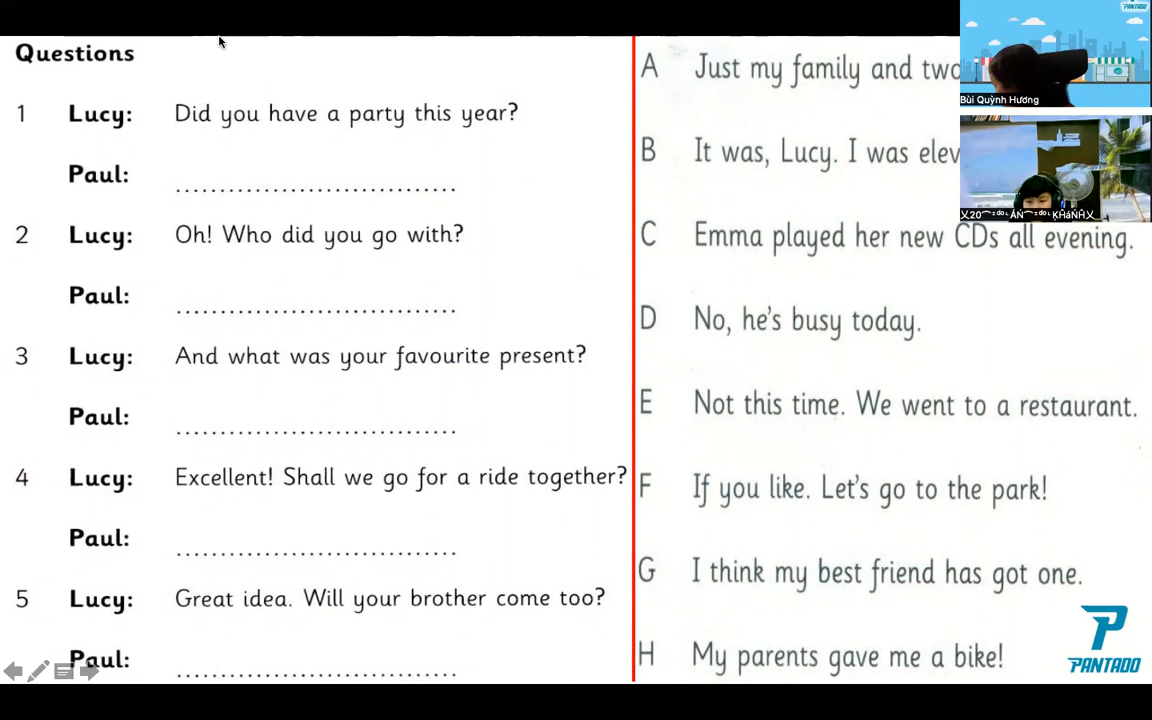 Questions
1 Lucy: Did you have a party this year?
Paul: ................................
2 Lucy: Oh! Who did you go with?
Paul: ................................
3 Lucy: And what was your favourite present?
Paul: ................................
4 Lucy: Excellent! Shall we go for a ride together?
Paul: ................................
5 Lucy: Great idea. Will your brother come too?
Paul: ................................
A Just my family and two
B It was, Lucy. I was elev
C Emma played her new CDs all evening.
D No, he's busy today.
E Not this time. We went to a restaurant.
F If you like. Let's go to the park!
G I think my best friend has got one.
H My parents gave me a bike!
PANTADO
PANTADO
Bùi Quỳnh Hương